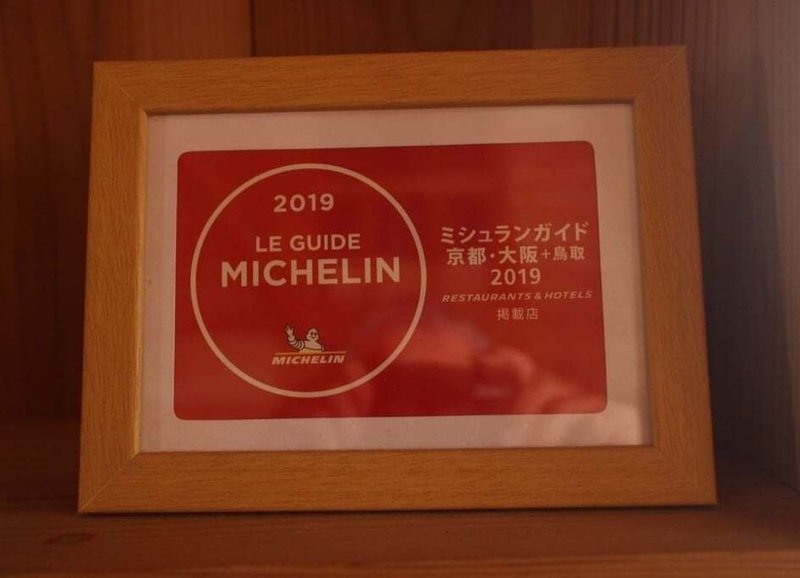 2019
LE GUIDE
MICHELIN
MICHELIN
ミシュランガイド
京都・大阪+鳥取
2019
RESTAURANTS & HOTELS
掲載店